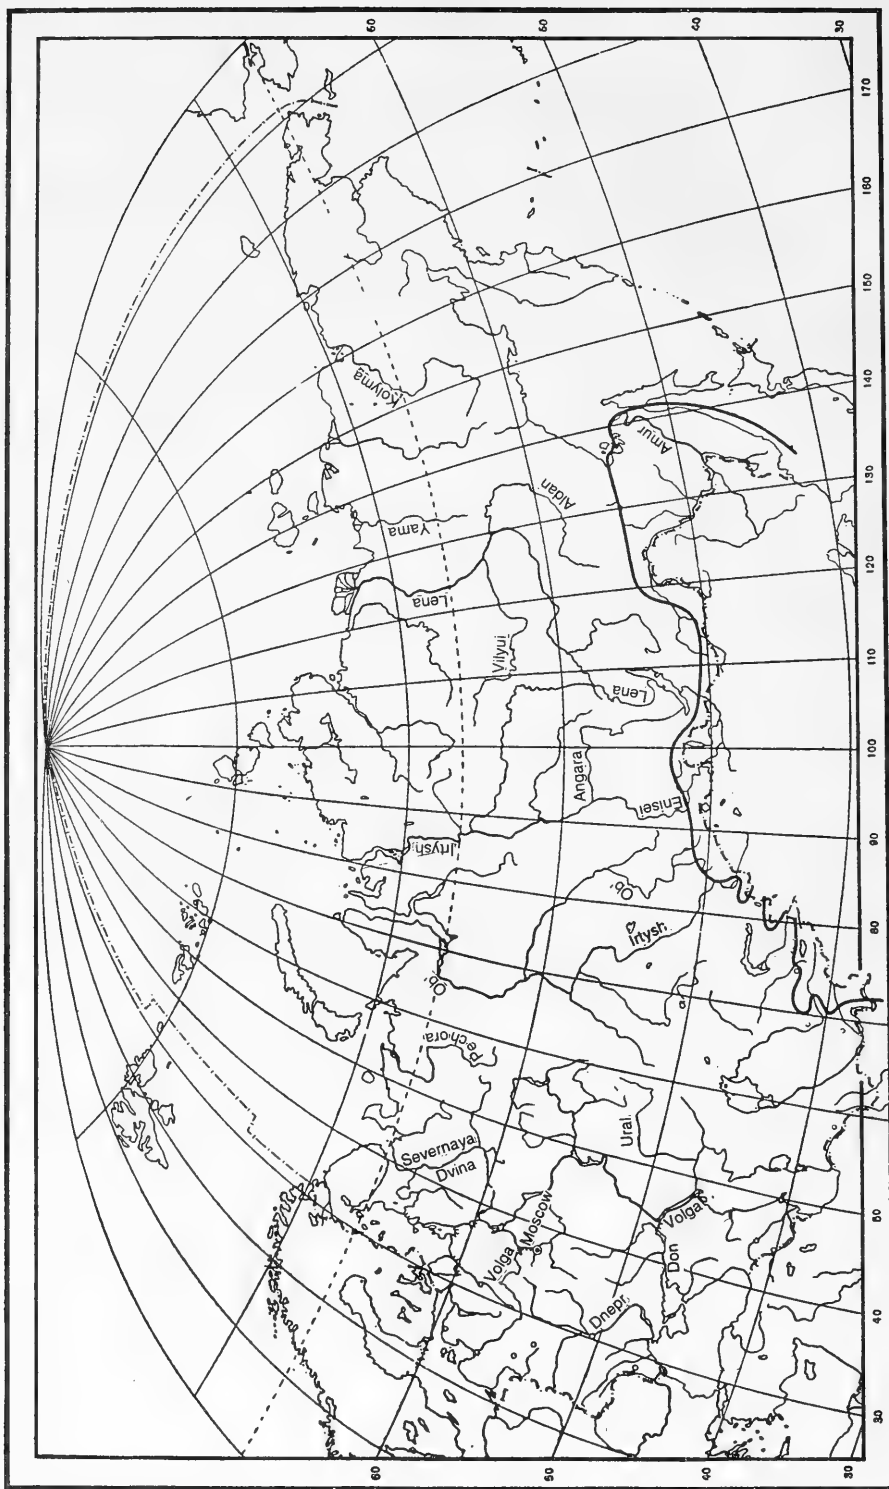 60
60
Kolyma
Yama
Lena
Irtysh
Ob
Pechora
Severnaya
Dvina
Vilyui
Aldan
50
50
Volga
Moscow
Angara
Ob
Lena
Ural
Irtysh
Enisei
Amur
Dnepr
Don
Volga
40
40
30
30
30
40
50
80
90
100
110
120
130
140
150
160
170